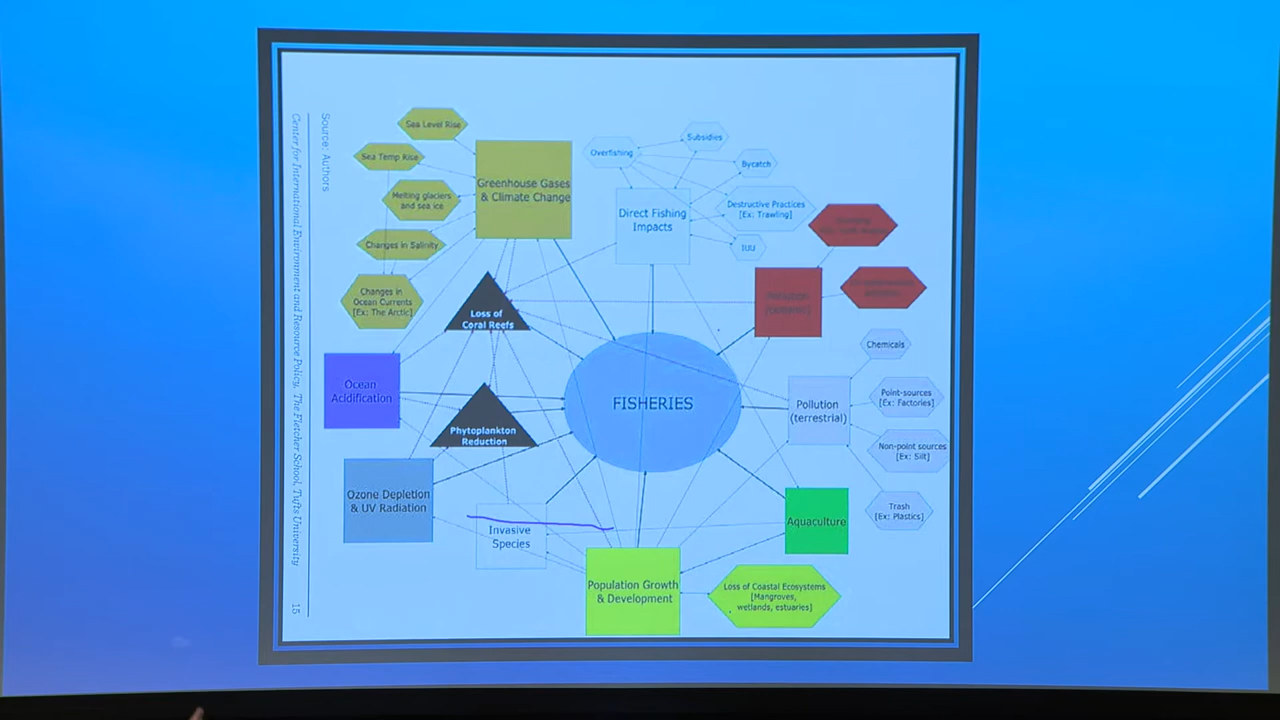 Sea Level Rise
Sea Temp Rise
Melting glaciers
and sea ice
Changes in Salinity
Changes in
Ocean Currents
[Ex: The Arctic]
Greenhouse Gases
& Climate Change
Overfishing
Subsidies
Bycatch
Destructive Practices
[Ex: Trawling]
IUU
Direct Fishing
Impacts
Pollution
Loss of
Coral Reefs
Ocean
Acidification
Phytoplankton
Reduction
FISHERIES
Chemicals
Pollution
(terrestrial)
Point-sources
[Ex: Factories]
Non-point sources
[Ex: Silt]
Trash
[Ex: Plastics]
Ozone Depletion
& UV Radiation
Invasive
Species
Aquaculture
Population Growth
& Development
Loss of Coastal Ecosystems
[Mangroves,
wetlands, estuaries]
Source: Authors
Center for International Environment and Resource Policy, The Fletcher School, Tufts University
15